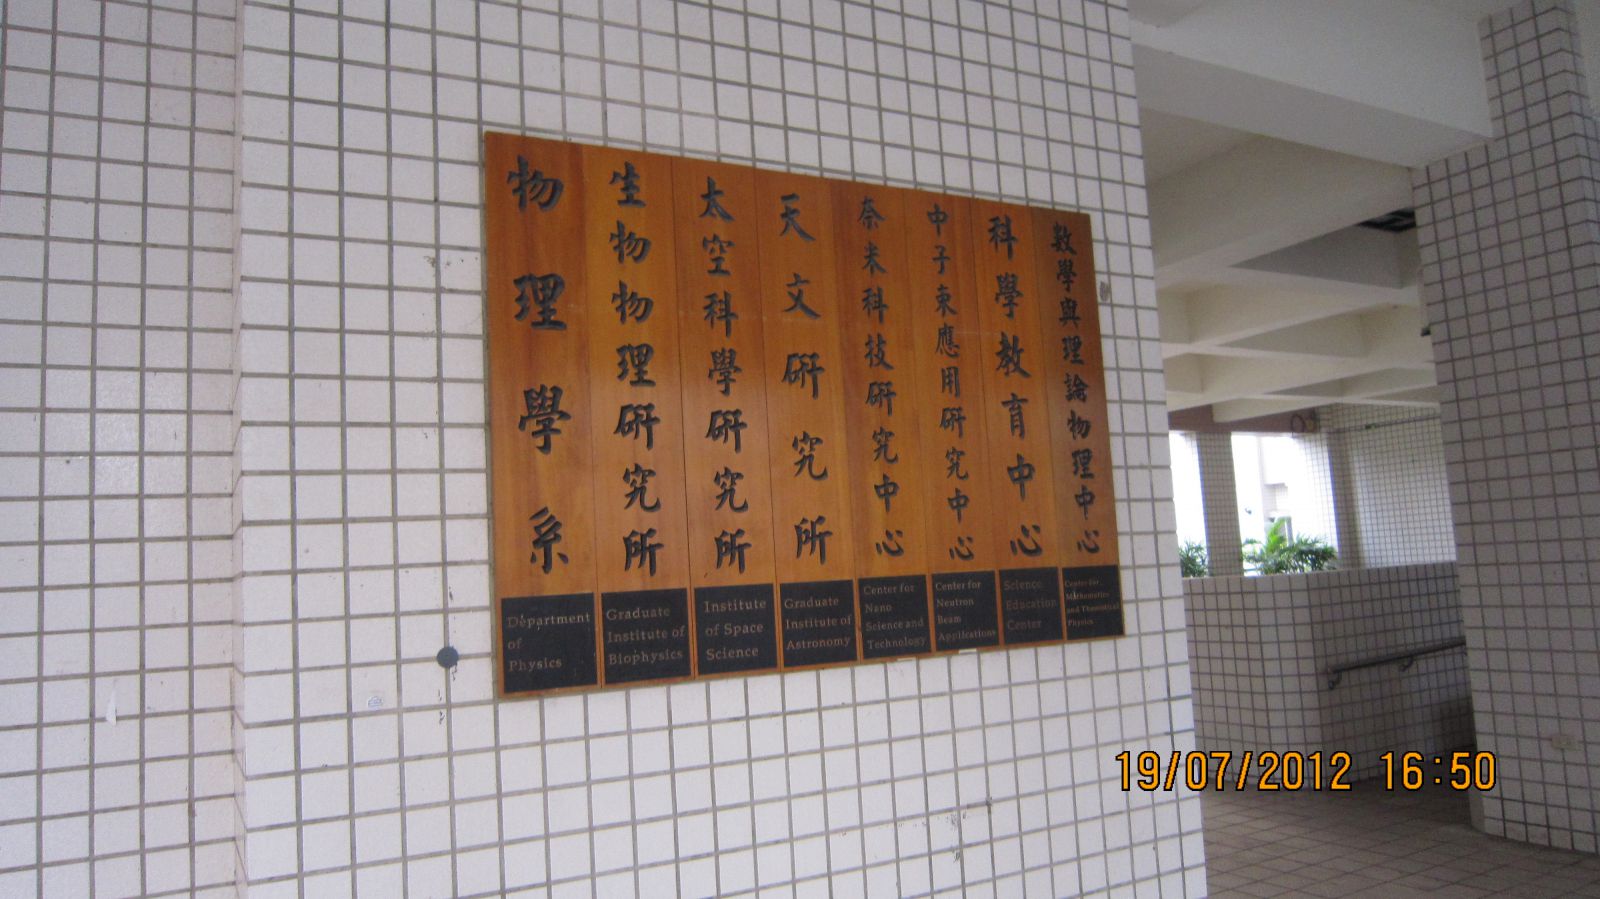 物理學系
生物物理研究所
太空科學研究所
天文研究所
奈米科技研究中心
中子束應用研究中心
科學教育中心
數學與理論物理中心
Department
of
Physics
Graduate
Institute of
Biophysics
Institute
of Space
Science
Graduate
Institute of
Astronomy
Center for
Nano
Science and
Technology
Center for
Neutron
Beam
Applications
Science
Education
Center
Center for
Mathematics
and Theoretical
Physics
19/07/2012 16:50